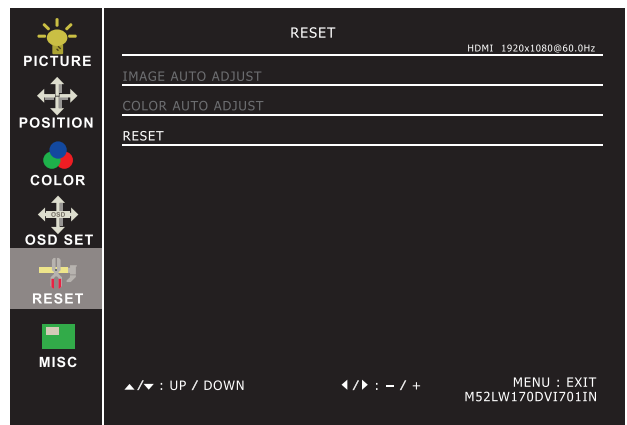 PICTURE
POSITION
COLOR
OSD
OSD SET
RESET
MISC
RESET
HDMI 1920x1080@60.0Hz
IMAGE AUTO ADJUST
COLOR AUTO ADJUST
RESET
▲/▼ : UP / DOWN
◀/▶ : – / +
MENU : EXIT
M52LW170DVI701IN